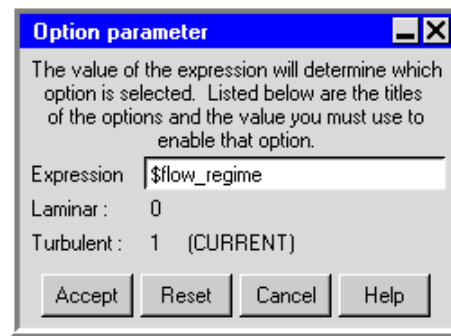 Option parameter
The value of the expression will determine which
option is selected. Listed below are the titles
of the options and the value you must use to
enable that option.
Expression $flow_regime
Laminar : 0
Turbulent : 1 (CURRENT)
Accept Reset Cancel Help